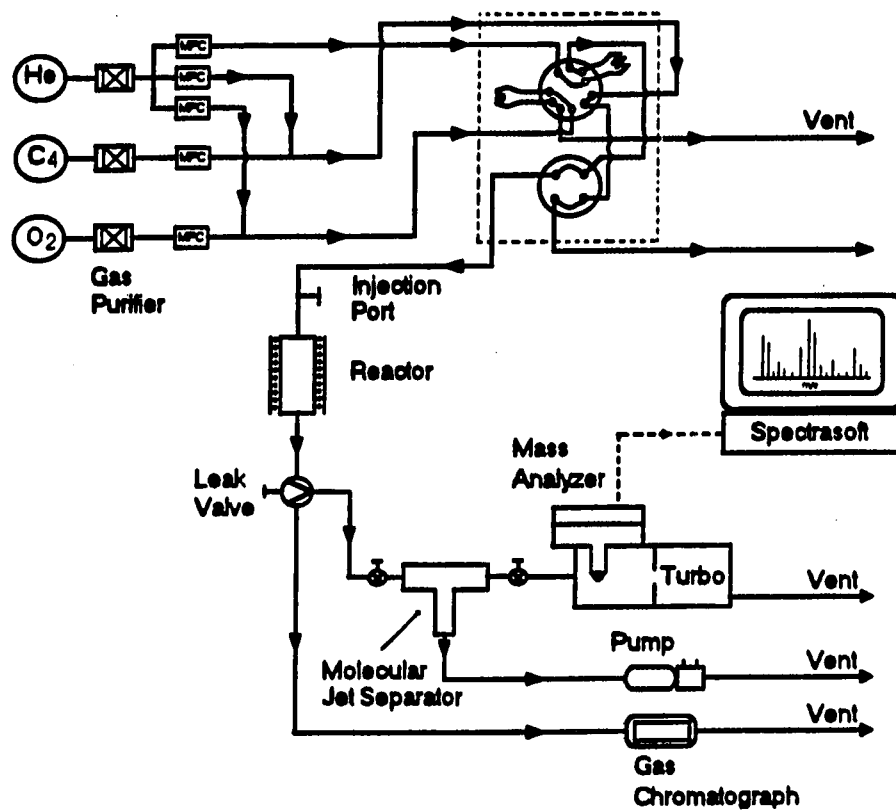 He
MFC
MFC
MFC
C4
MFC
O2
MFC
Gas
Purifier
Vent
Injection
Port
Reactor
m/e
Spectrasoft
Mass
Analyzer
Leak
Valve
Turbo
Vent
Molecular
Jet Separator
Pump
Vent
Vent
Gas
Chromatograph